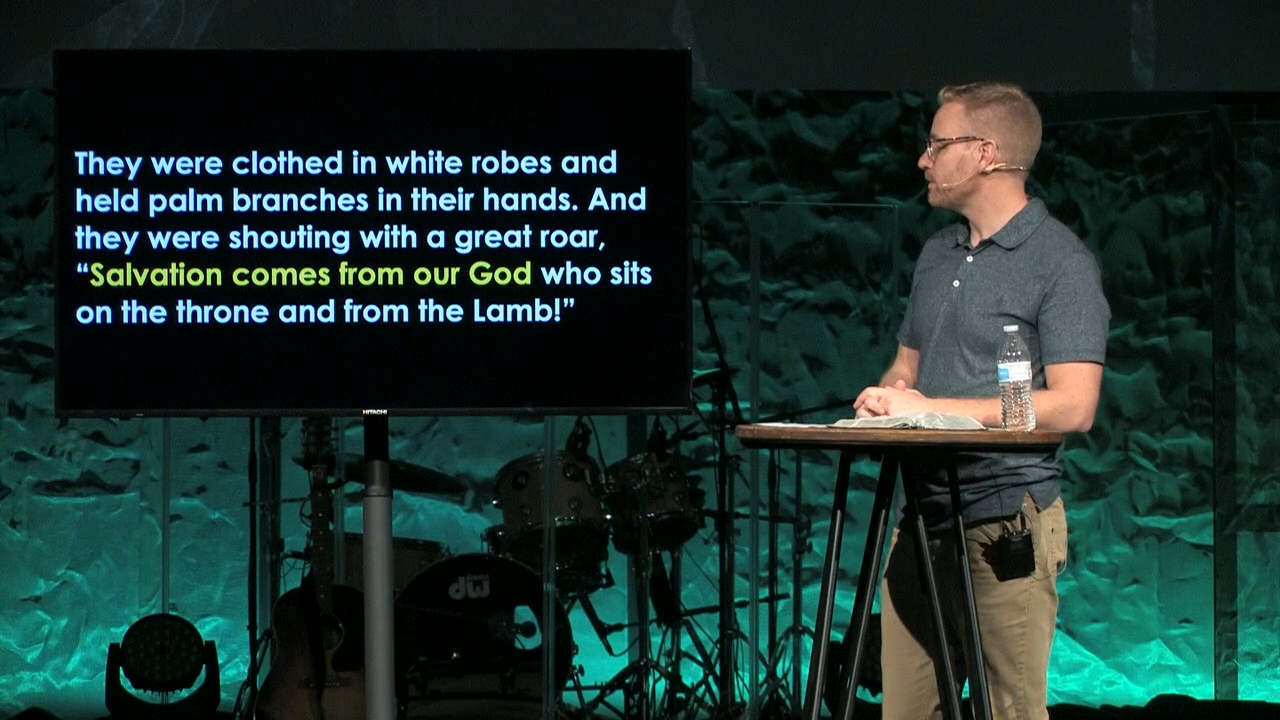 They were clothed in white robes and
held palm branches in their hands. And
they were shouting with a great roar,
“Salvation comes from our God who sits
on the throne and from the Lamb!”
HITACHI
dw